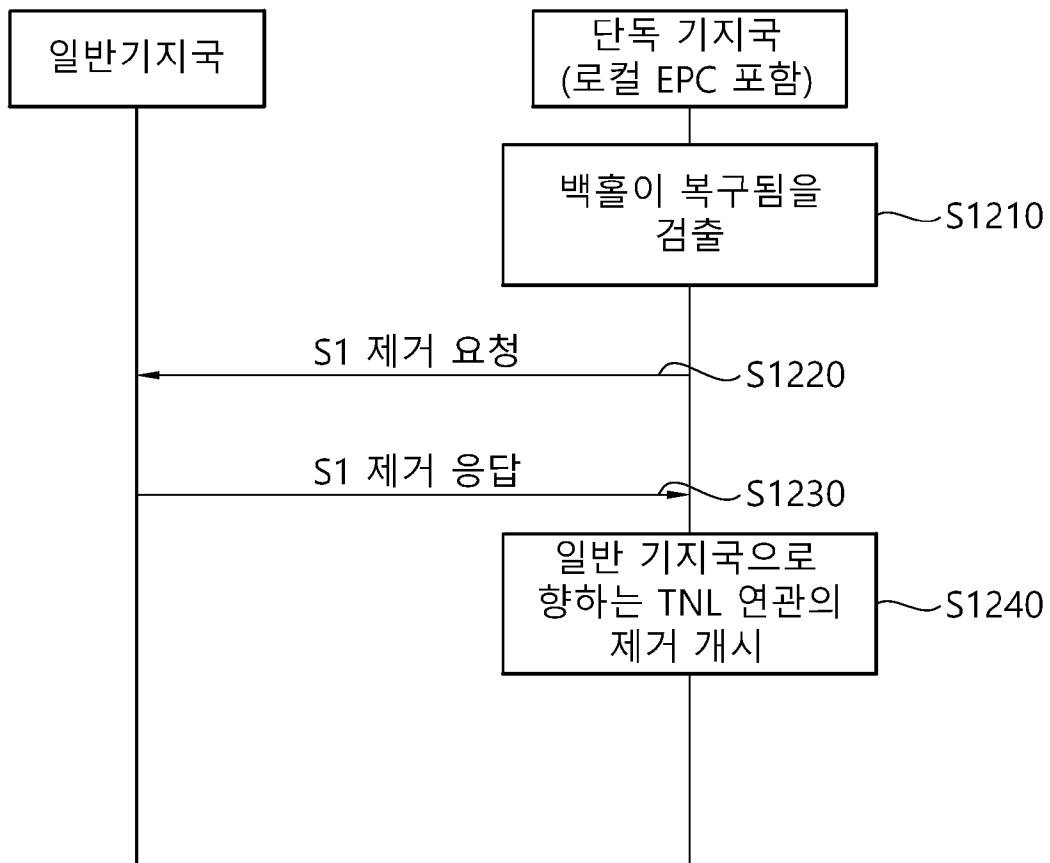 일반기지국
단독 기지국
(로컬 EPC 포함)
백홀이 복구됨을
검출
S1210
S1 제거 요청
S1220
S1 제거 응답
S1230
일반 기지국으로
향하는 TNL 연관의
제거 개시
S1240